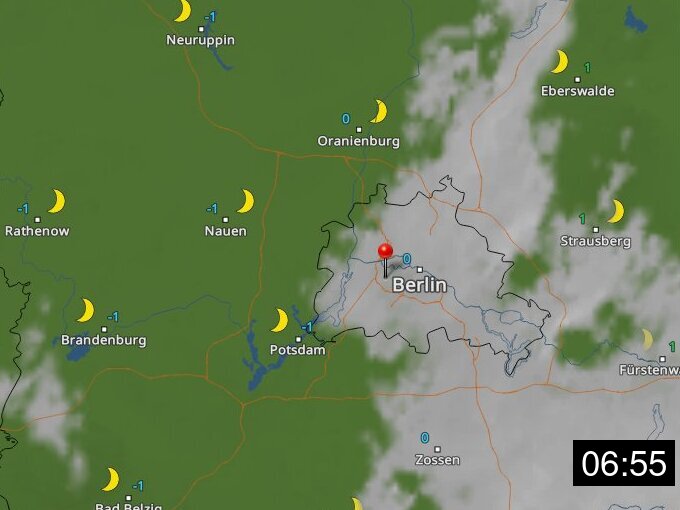 -1
Neuruppin
1
Eberswalde
0
Oranienburg
-1
Rathenow
-1
Nauen
1
Strausberg
0
Berlin
-1
Brandenburg
-1
Potsdam
1
Fürstenwa
0
Zossen
06:55
-1
Bad Belzig